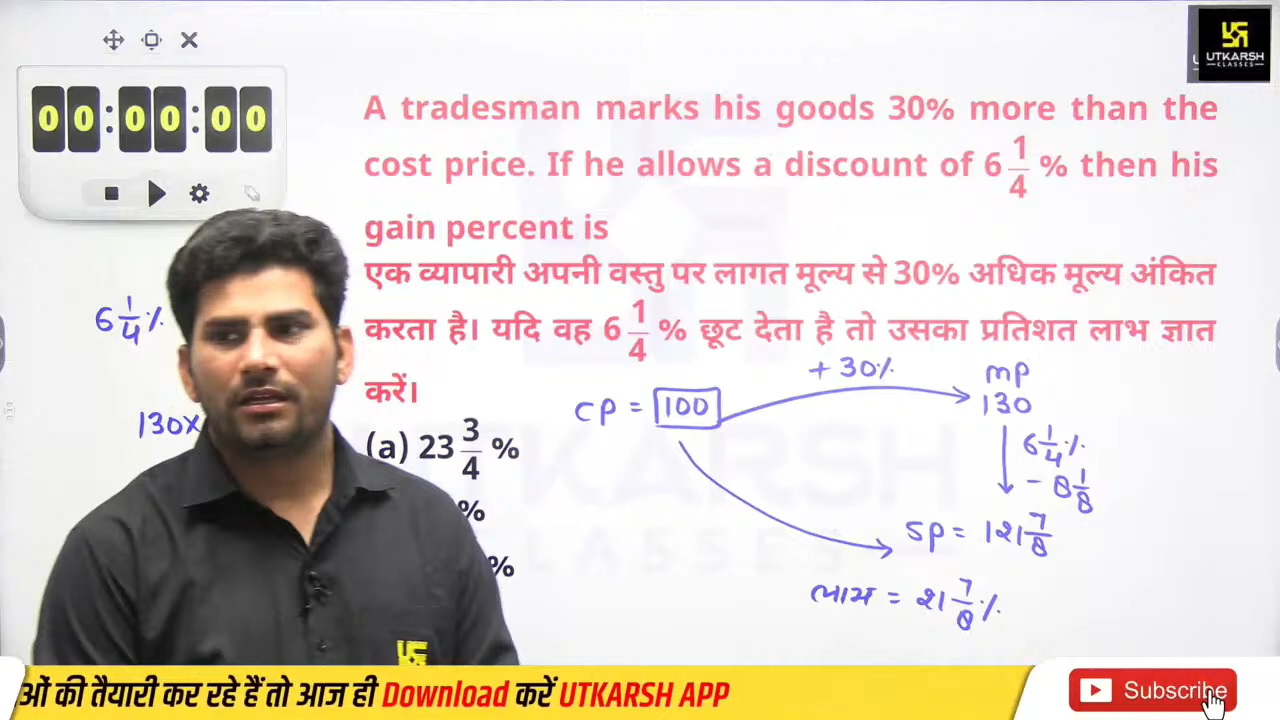 UTKARSH
CLASSES
00:00:00
A tradesman marks his goods 30% more than the
cost price. If he allows a discount of 6 1/4 % then his
gain percent is
एक व्यापारी अपनी वस्तु पर लागत मूल्य से 30% अधिक मूल्य अंकित
करता है। यदि वह 6 1/4 % छूट देता है तो उसका प्रतिशत लाभ ज्ञात
करें।
6 1/4 %
130×
(a) 23 3/4 %
%
%
CP = 100
+30%
MP
130
6 1/4 %
- 8 1/8
SP = 121 7/8
लाभ = 21 7/8 %
UTKARSH
CLASSES
ओं की तैयारी कर रहे हैं तो आज ही Download करें UTKARSH APP
Subscribe